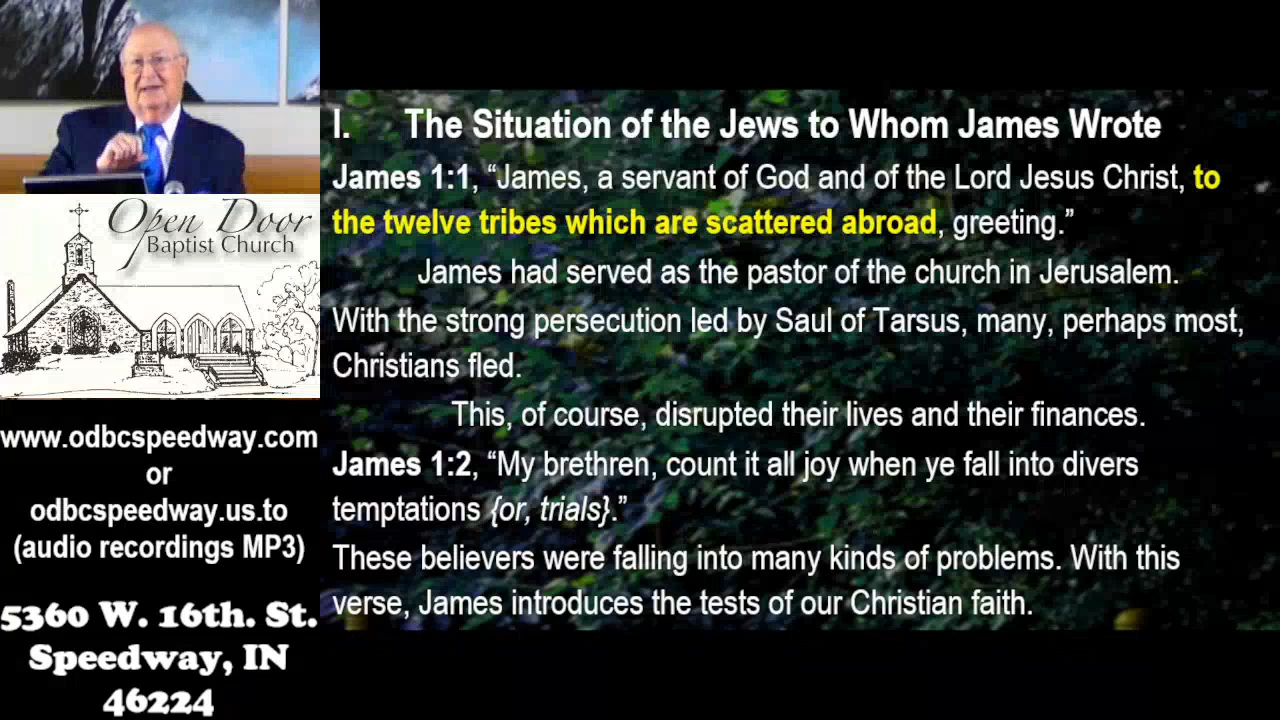 Open Door
Baptist Church
www.odbcspeedway.com
or
odbcspeedway.us.to
(audio recordings MP3)
5360 W. 16th. St.
Speedway, IN
46224
I. The Situation of the Jews to Whom James Wrote
James 1:1, “James, a servant of God and of the Lord Jesus Christ, to
the twelve tribes which are scattered abroad, greeting.”
James had served as the pastor of the church in Jerusalem.
With the strong persecution led by Saul of Tarsus, many, perhaps most,
Christians fled.
This, of course, disrupted their lives and their finances.
James 1:2, “My brethren, count it all joy when ye fall into divers
temptations {or, trials}.”
These believers were falling into many kinds of problems. With this
verse, James introduces the tests of our Christian faith.